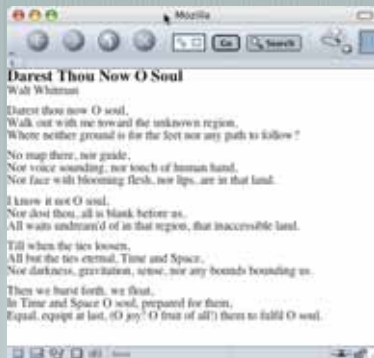 Mozilla
Go Search
Darest Thou Now O Soul
Walt Whitman
Darest thou now O soul,
Walk out with me toward the unknown region,
Where neither ground is for the feet nor any path to follow?
No map there, nor guide,
Nor voice sounding, nor touch of human hand,
Nor face with blooming flesh, nor lips, are in that land.
I know it not O soul,
Nor dost thou, all is blank before us,
All waits undream'd of in that region, that inaccessible land.
Till when the ties loosen,
All but the ties eternal, Time and Space,
Nor darkness, gravitation, sense, nor any bounds bounding us.
Then we burst forth, we float,
In Time and Space O soul, prepared for them,
Equal, equipt at last, (O joy! O fruit of all!) them to fulfil O soul.